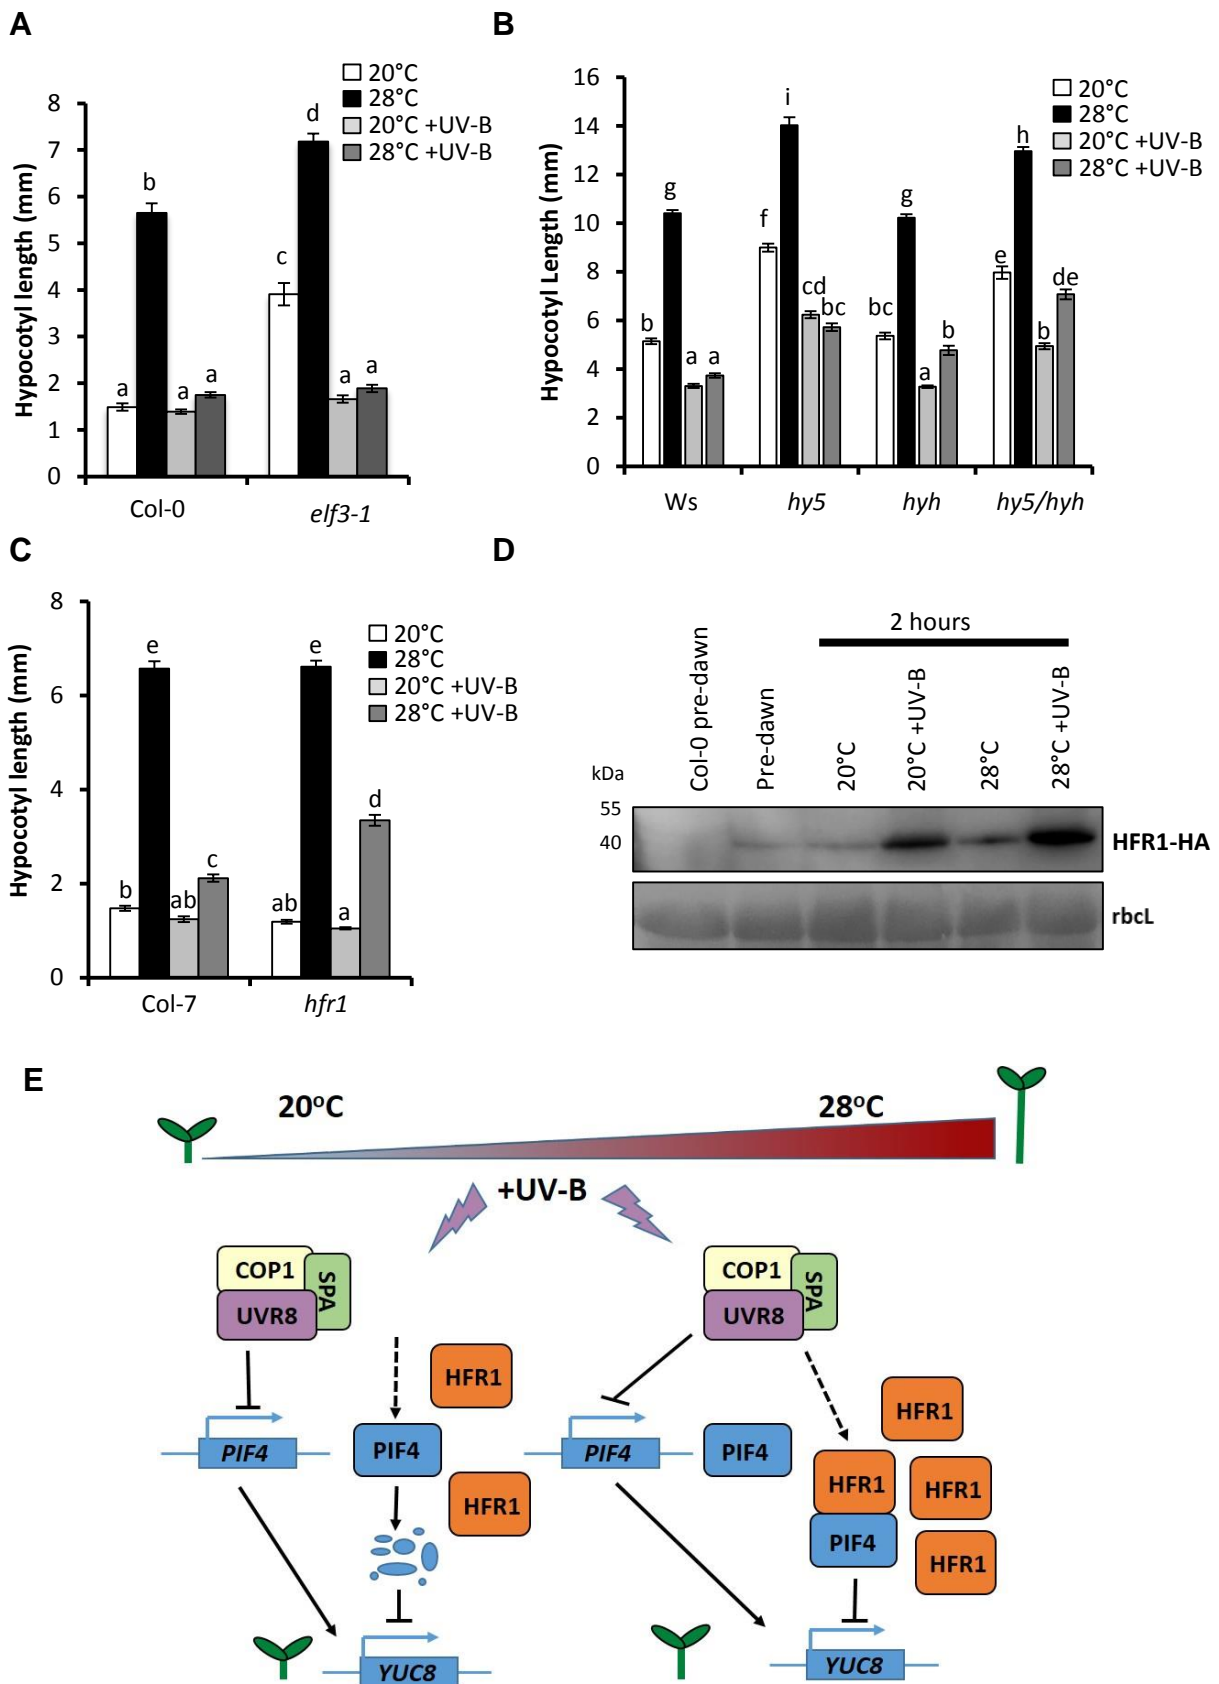 A
Hypocotyl length (mm)
8
7
6
5
4
3
2
1
0
20°C
28°C
20°C +UV-B
28°C +UV-B
a
b
a
a
c
d
a
a
Col-0
elf3-1
B
Hypocotyl Length (mm)
16
14
12
10
8
6
4
2
0
20°C
28°C
20°C +UV-B
28°C +UV-B
b
g
a
a
f
i
cd
bc
bc
g
a
b
e
h
b
de
Ws
hy5
hyh
hy5/hyh
C
Hypocotyl length (mm)
8
6
4
2
0
20°C
28°C
20°C +UV-B
28°C +UV-B
b
e
ab
c
ab
e
a
d
Col-7
hfr1
D
2 hours
Col-0 pre-dawn
Pre-dawn
20°C
20°C +UV-B
28°C
28°C +UV-B
kDa
55
40
HFR1-HA
rbcL
E
20°C
28°C
+UV-B
COP1
SPA
UVR8
COP1
SPA
UVR8
HFR1
HFR1
PIF4
PIF4
HFR1
PIF4
PIF4
HFR1
HFR1
PIF4
HFR1
YUC8
YUC8